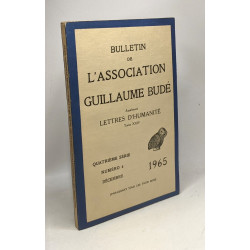 BULLETIN
DE
L'ASSOCIATION
GUILLAUME BUDÉ
LETTRES D'HUMANITÉ
QUATRIÈME SÉRIE
NUMÉRO 4
DÉCEMBRE
1965